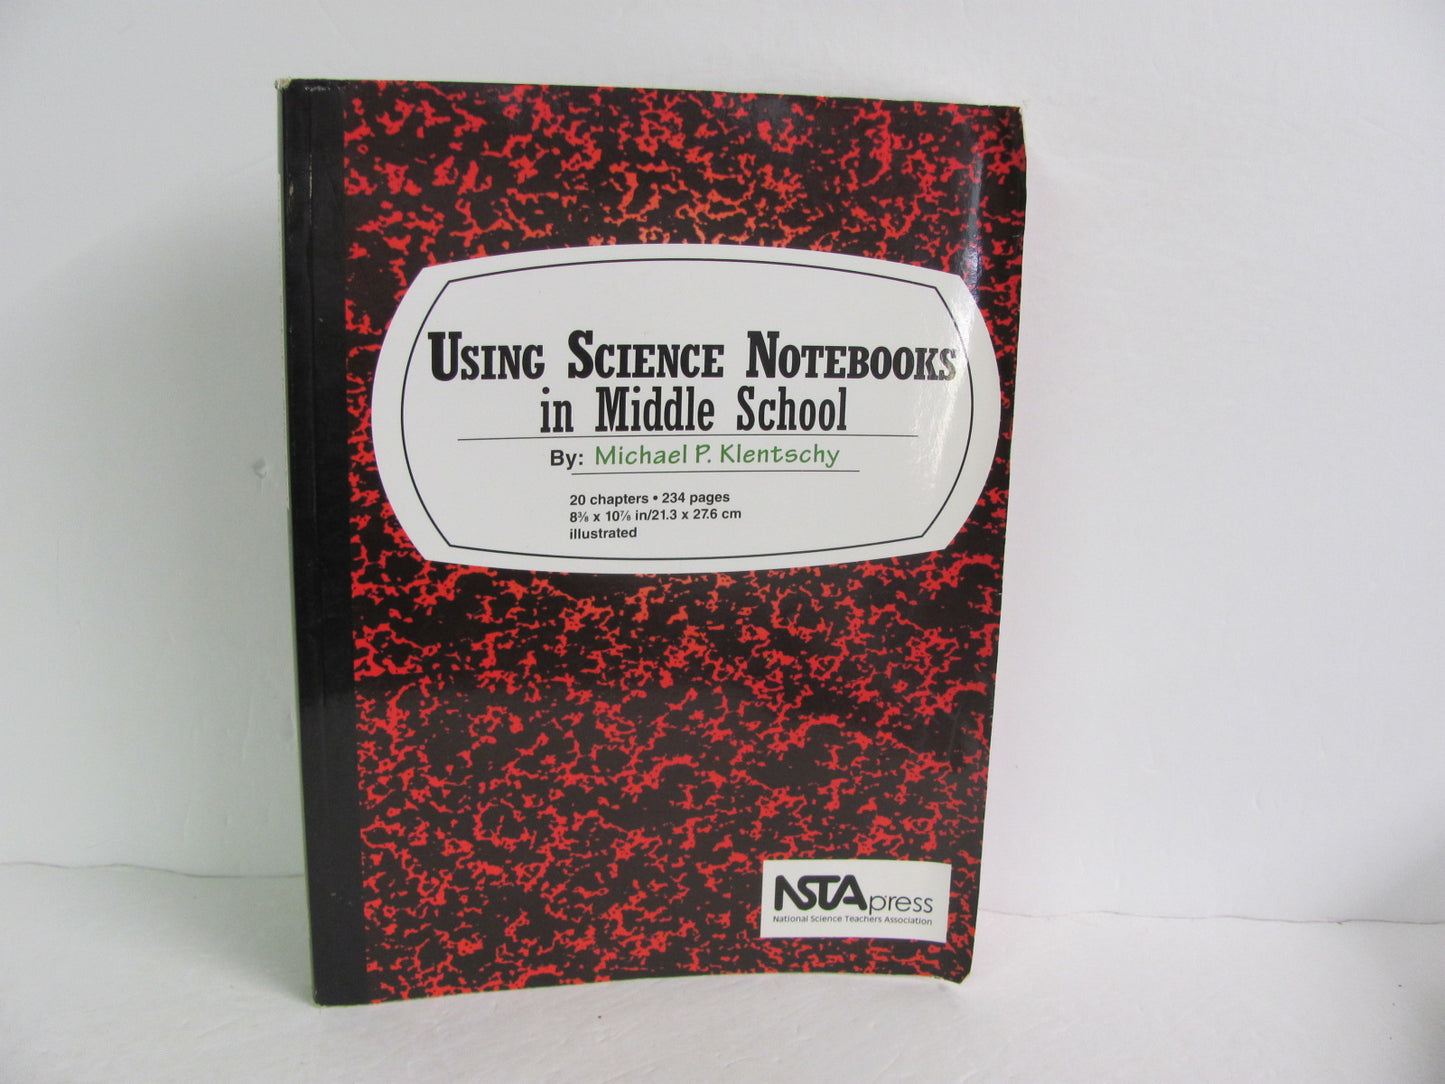 USING SCIENCE NOTEBOOKS
in Middle School
By: Michael P. Klentschy
20 chapters • 234 pages
8⅜ x 10⅞ in/21.3 x 27.6 cm
illustrated
NSTApress
National Science Teachers Association